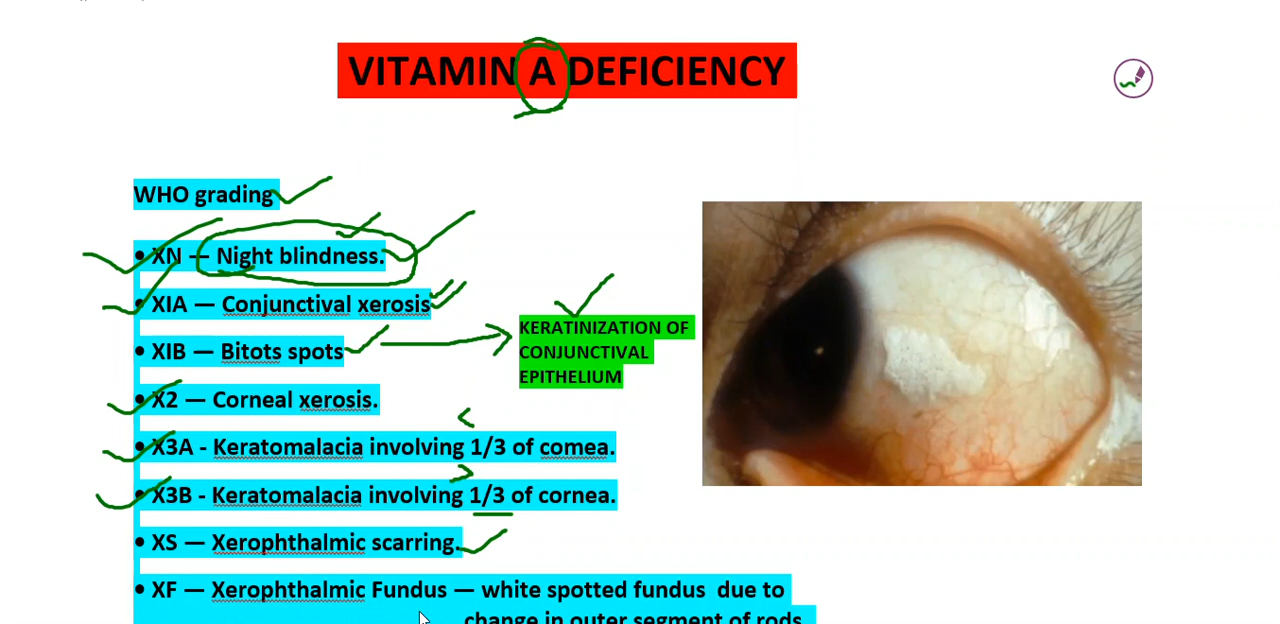 VITAMIN A DEFICIENCY
WHO grading
• XN — Night blindness.
• XIA — Conjunctival xerosis
• XIB — Bitots spots
KERATINIZATION OF
CONJUNCTIVAL
EPITHELIUM
• X2 — Corneal xerosis.
<
• X3A - Keratomalacia involving 1/3 of comea.
>
• X3B - Keratomalacia involving 1/3 of cornea.
• XS — Xerophthalmic scarring.
• XF — Xerophthalmic Fundus — white spotted fundus due to
change in outer segment of rods